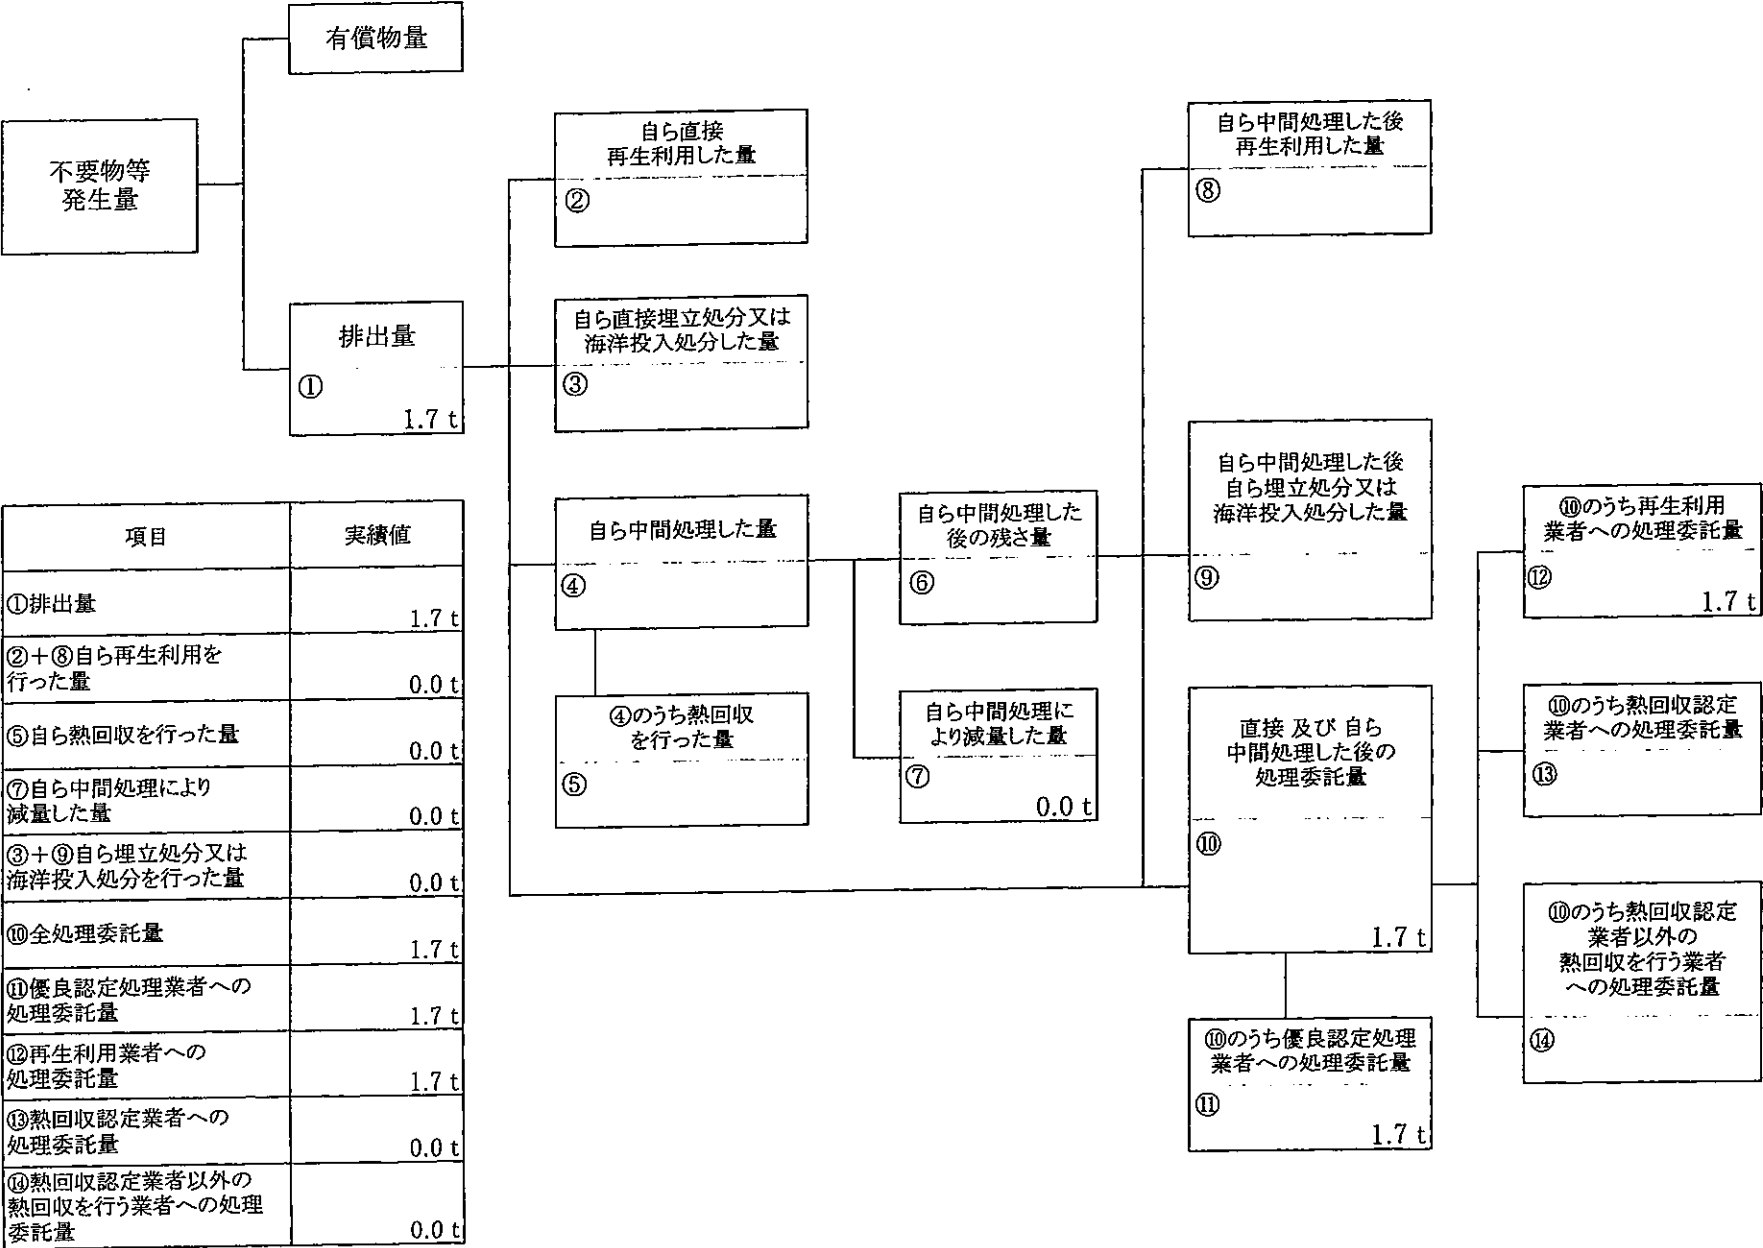 有償物量
不要物等
発生量
排出量
①
1.7 t
自ら直接
再生利用した量
②
自ら直接埋立処分又は
海洋投入処分した量
③
自ら中間処理した量
④
④のうち熱回収
を行った量
⑤
自ら中間処理した
後の残さ量
⑥
自ら中間処理に
より減量した量
⑦
0.0 t
自ら中間処理した後
再生利用した量
⑧
自ら中間処理した後
自ら埋立処分又は
海洋投入処分した量
⑨
直接 及び 自ら
中間処理した後の
処理委託量
⑩
1.7 t
⑩のうち優良認定処理
業者への処理委託量
⑪
1.7 t
⑩のうち再生利用
業者への処理委託量
⑫
1.7 t
⑩のうち熱回収認定
業者への処理委託量
⑬
⑩のうち熱回収認定
業者以外の
熱回収を行う業者
への処理委託量
⑭
項目 実績値
①排出量
1.7 t
②+⑧自ら再生利用を
行った量 0.0 t
⑤自ら熱回収を行った量
0.0 t
⑦自ら中間処理により
減量した量 0.0 t
③+⑨自ら埋立処分又は
海洋投入処分を行った量 0.0 t
⑩全処理委託量
1.7 t
⑪優良認定処理業者への
処理委託量 1.7 t
⑫再生利用業者への
処理委託量 1.7 t
⑬熱回収認定業者への
処理委託量 0.0 t
⑭熱回収認定業者以外の
熱回収を行う業者への処理
委託量 0.0 t